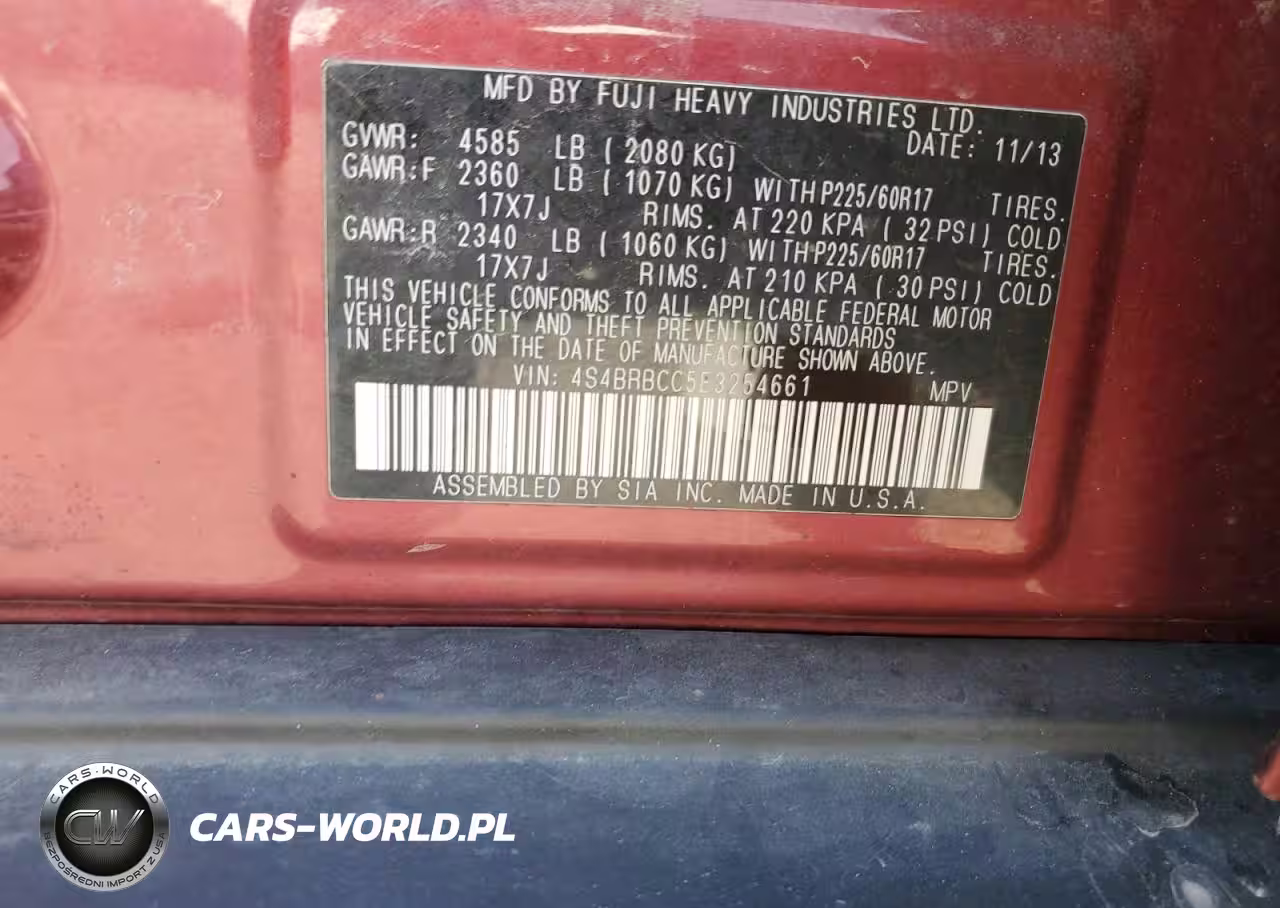 MFD BY FUJI HEAVY INDUSTRIES LTD.
GVWR: 4585 LB ( 2080 KG) DATE: 11/13
GAWR:F 2360 LB ( 1070 KG) WITH P225/60R17 TIRES.
17X7J RIMS. AT 220 KPA ( 32 PSI) COLD
GAWR:R 2340 LB ( 1060 KG) WITH P225/60R17 TIRES.
17X7J RIMS. AT 210 KPA ( 30 PSI) COLD
THIS VEHICLE CONFORMS TO ALL APPLICABLE FEDERAL MOTOR
VEHICLE SAFETY AND THEFT PREVENTION STANDARDS
IN EFFECT ON THE DATE OF MANUFACTURE SHOWN ABOVE.
VIN: 4S4BRBCC5E3254661 MPV
ASSEMBLED BY SIA INC. MADE IN U.S.A.
CARS-WORLD
CW
BEZPOŚREDNI IMPORT Z USA
CARS-WORLD.PL